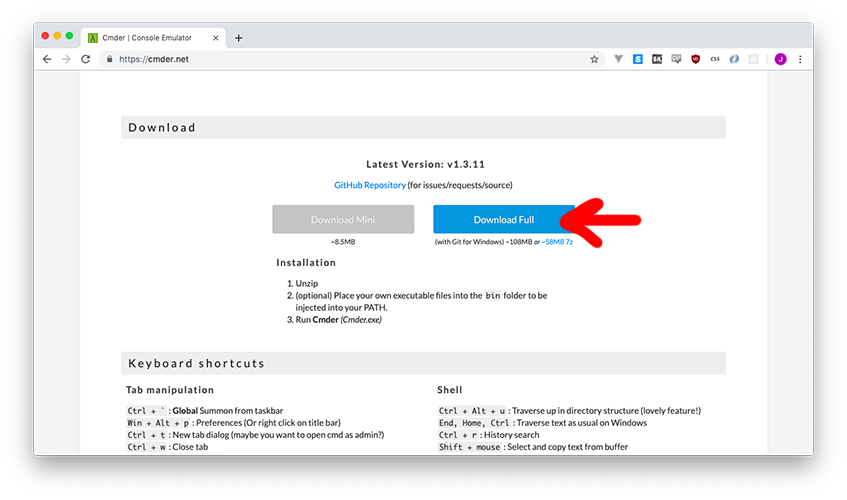 Cmder | Console Emulator
https://cmder.net
CSS
J
Download
Latest Version: v1.3.11
GitHub Repository (for issues/requests/source)
Download Mini
Download Full
~8.5MB
(with Git for Windows) ~108MB or ~58MB 7z
Installation
1. Unzip
2. (optional) Place your own executable files into the bin folder to be
injected into your PATH.
3. Run Cmder (Cmder.exe)
Keyboard shortcuts
Tab manipulation
Ctrl + ` : Global Summon from taskbar
Win + Alt + p : Preferences (Or right click on title bar)
Ctrl + t : New tab dialog (maybe you want to open cmd as admin?)
Ctrl + w : Close tab
Shell
Ctrl + Alt + u : Traverse up in directory structure (lovely feature!)
End, Home, Ctrl : Traverse text as usual on Windows
Ctrl + r : History search
Shift + mouse : Select and copy text from buffer